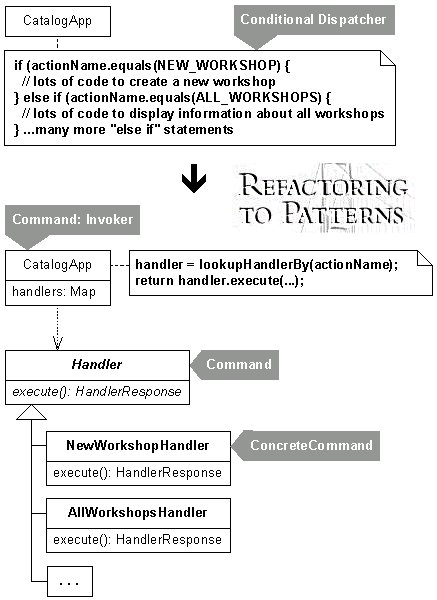 CatalogApp
Conditional Dispatcher
if (actionName.equals(NEW_WORKSHOP) {
// lots of code to create a new workshop
} else if (actionName.equals(ALL_WORKSHOPS) {
// lots of code to display information about all workshops
} ...many more "else if" statements
REFACTORING
TO PATTERNS
Command: Invoker
CatalogApp
handlers: Map
handler = lookupHandlerBy(actionName);
return handler.execute(...);
Handler
execute(): HandlerResponse
Command
NewWorkshopHandler
execute(): HandlerResponse
ConcreteCommand
AllWorkshopsHandler
execute(): HandlerResponse
...